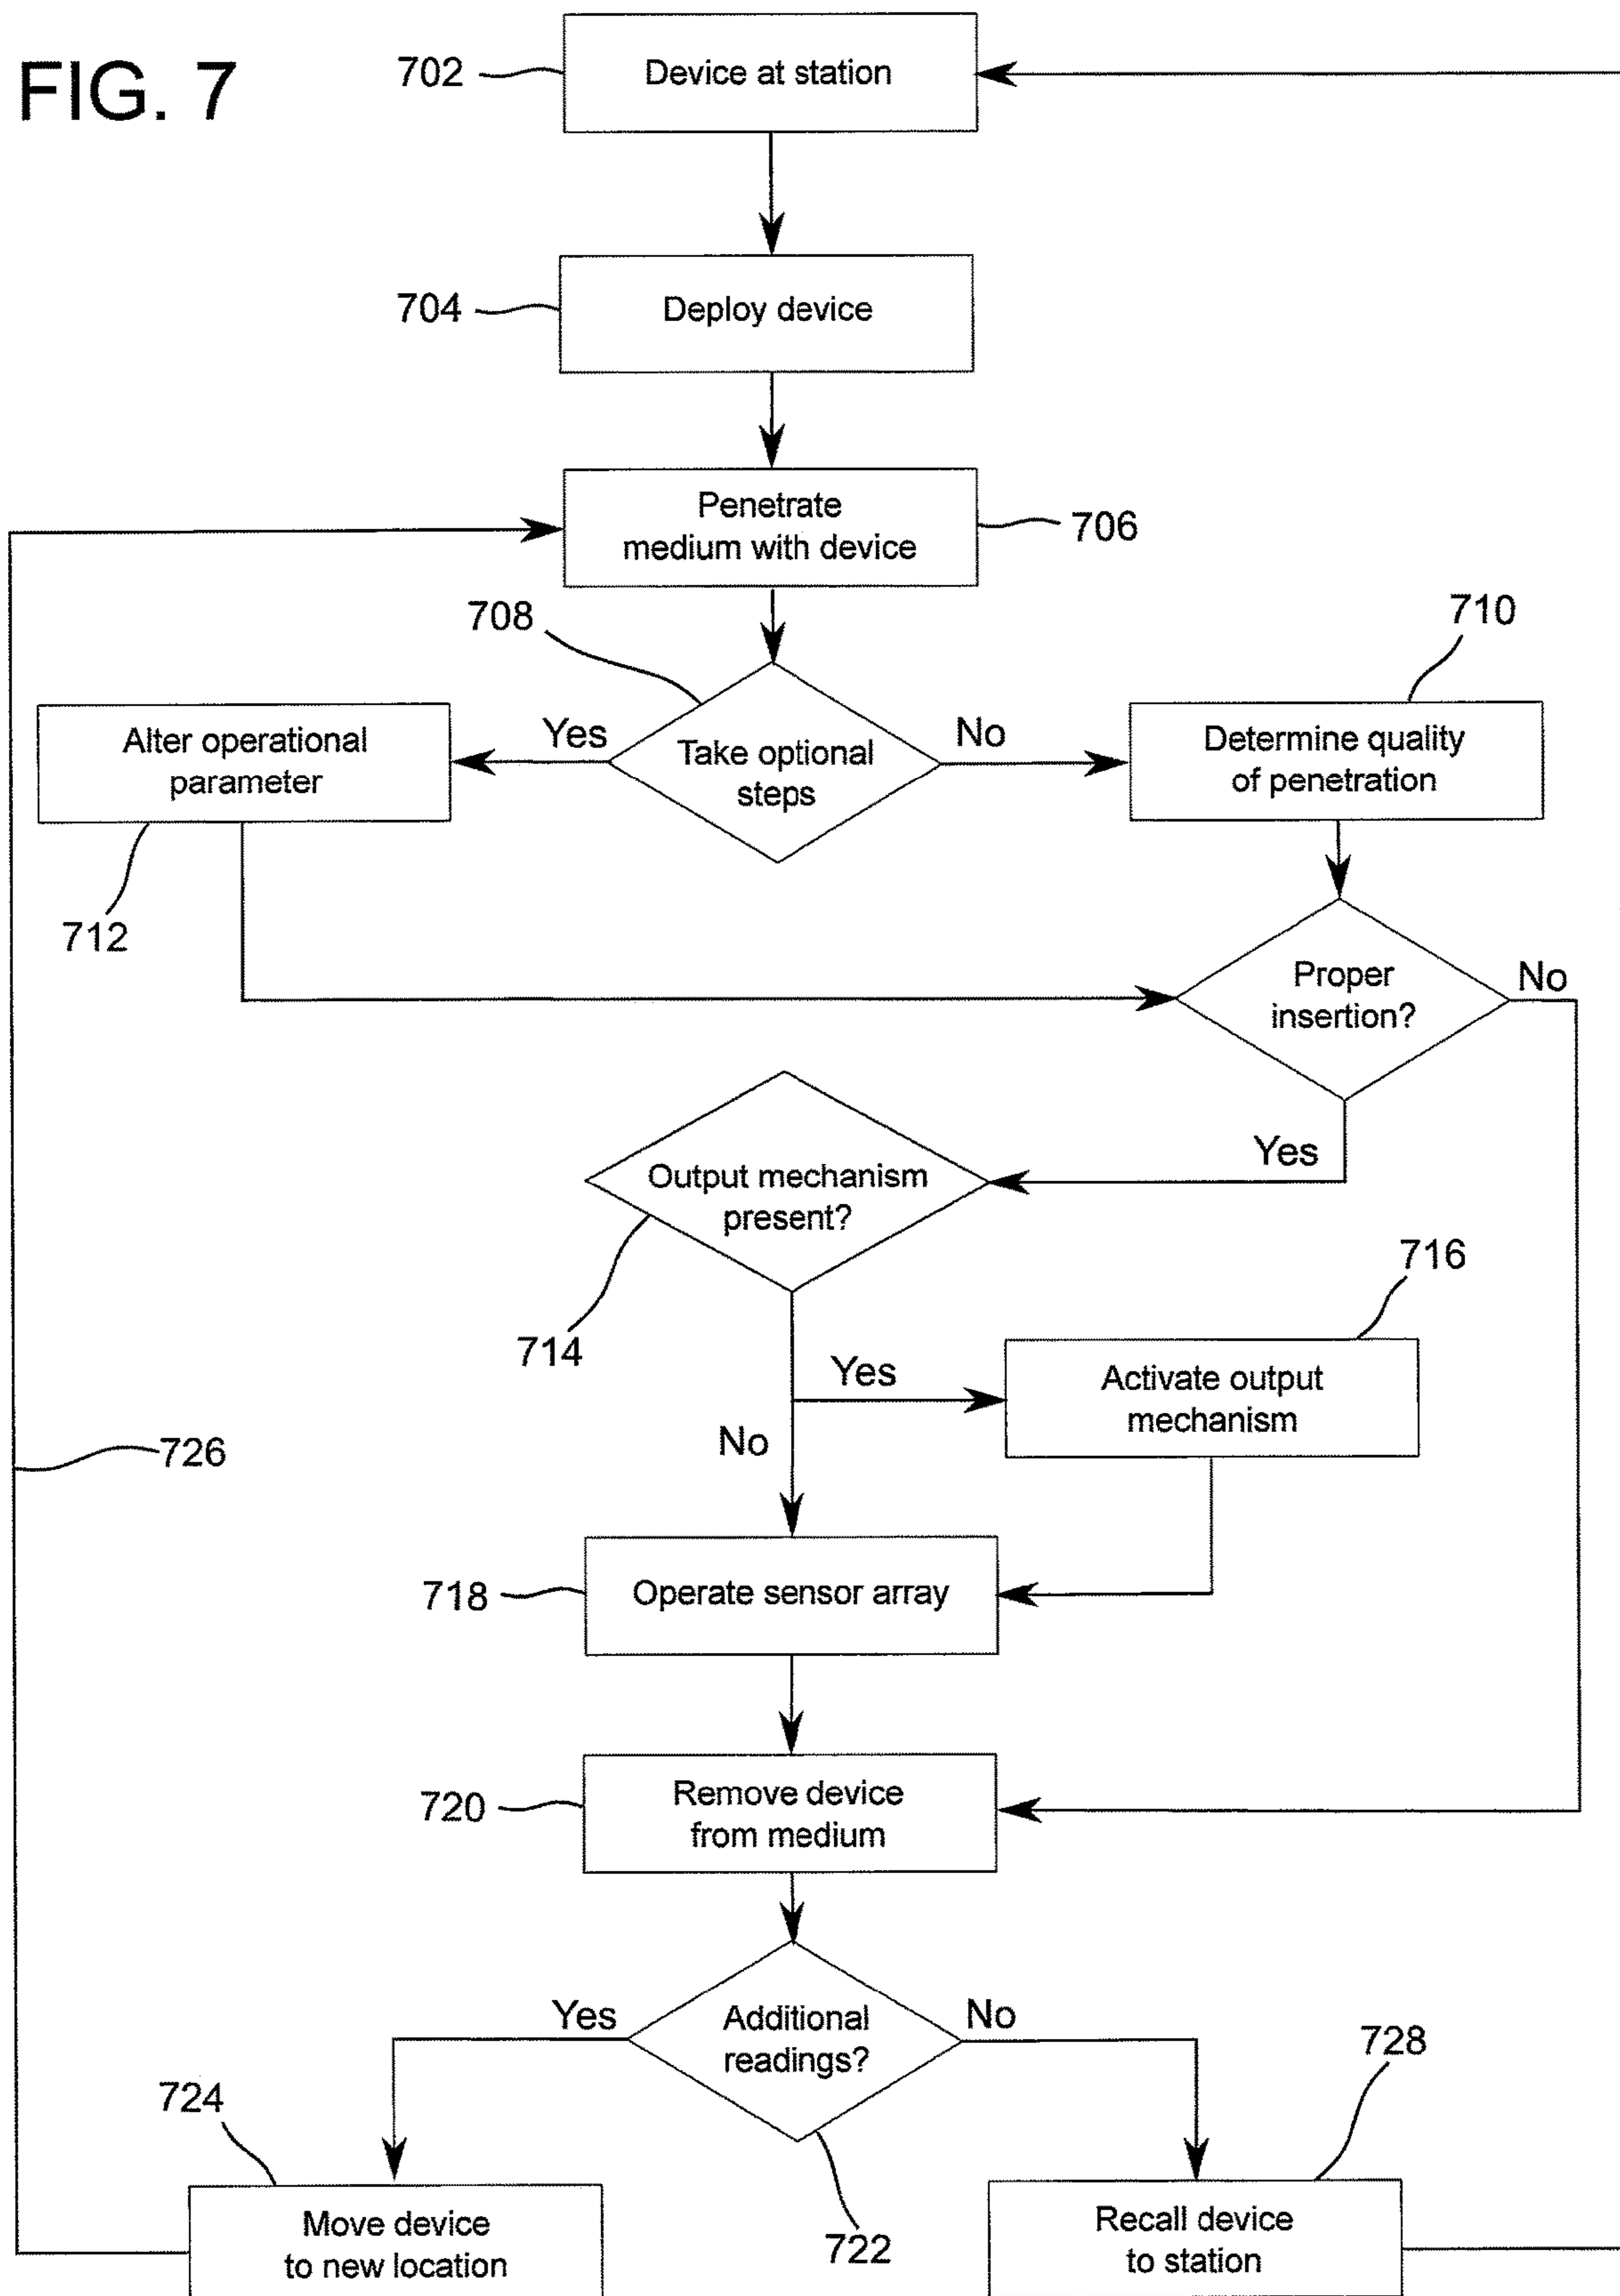 FIG. 7
702
Device at station
704
Deploy device
Penetrate
medium with device
706
708
710
Alter operational
parameter
Yes
Take optional
steps
No
Determine quality
of penetration
712
Proper
insertion?
No
Yes
Output mechanism
present?
714
716
Yes
Activate output
mechanism
No
726
718
Operate sensor array
720
Remove device
from medium
Yes
Additional
readings?
No
728
724
722
Move device
to new location
Recall device
to station